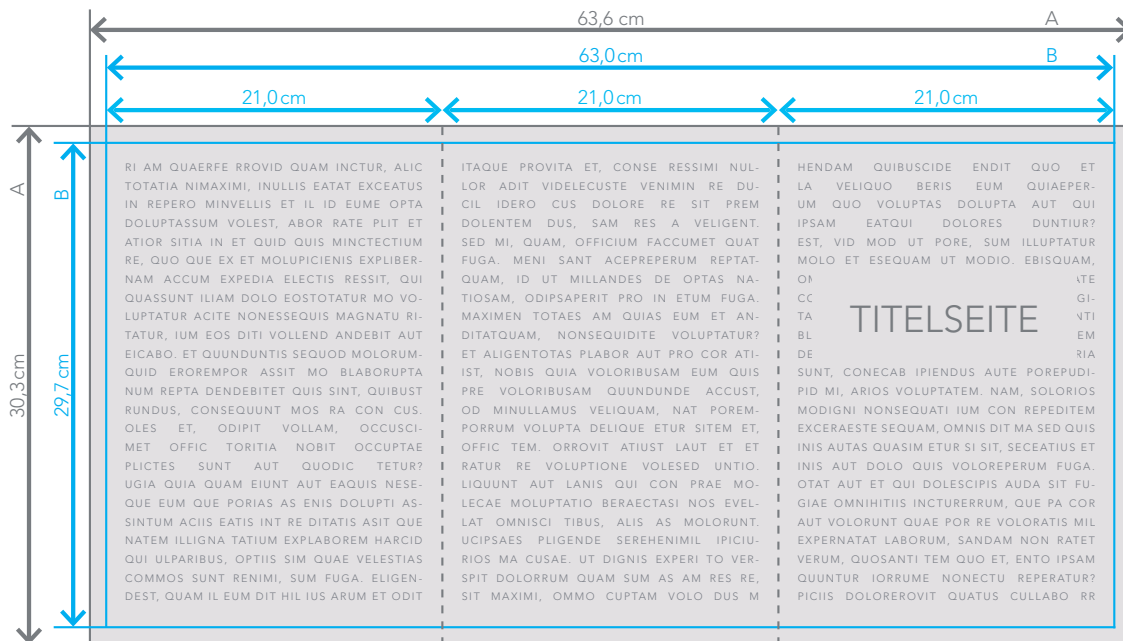 63,6 cm
A
63,0 cm
B
21,0 cm
21,0 cm
21,0 cm
A
B
30,3 cm
29,7 cm
RI AM QUAERFE RROVID QUAM INCTUR, ALIC
TOTATIA NIMAXIMI, INULLIS EATAT EXCEATUS
IN REPERO MINVELLIS ET IL ID EUME OPTA
DOLUPTASSUM VOLEST, ABOR RATE PLIT ET
ATIOR SITIA IN ET QUID QUIS MINCTECTIUM
RE, QUO QUE EX ET MOLUPICIENIS EXPLIBER-
NAM ACCUM EXPEDIA ELECTIS RESSIT, QUI
QUASSUNT ILIAM DOLO EOSTOTATUR MO VO-
LUPTATUR ACITE NONESSEQUIS MAGNATU RI-
TATUR, IUM EOS DITI VOLLEND ANDEBIT AUT
EICABO. ET QUUNDUNTIS SEQUOD MOLORUM-
QUID EROREMPOR ASSIT MO BLABORUPTA
NUM REPTA DENDEBITET QUIS SINT, QUIBUST
RUNDUS, CONSEQUUNT MOS RA CON CUS.
OLES ET, ODIPIT VOLLAM, OCCUSCI-
MET OFFIC TORITIA NOBIT OCCUPTAE
PLICTES SUNT AUT QUODIC TETUR?
UGIA QUIA QUAM EIUNT AUT EAQUIS NESE-
QUE EUM QUE PORIAS AS ENIS DOLUPTI AS-
SINTUM ACIIS EATIS INT RE DITATIS ASIT QUE
NATEM ILLIGNA TATIUM EXPLABOREM HARCID
QUI ULPARIBUS, OPTIIS SIM QUAE VELESTIAS
COMMOS SUNT RENIMI, SUM FUGA. ELIGEN-
DEST, QUAM IL EUM DIT HIL IUS ARUM ET ODIT
ITAQUE PROVITA ET, CONSE RESSIMI NUL-
LOR ADIT VIDELECUSTE VENIMIN RE DU-
CIL IDERO CUS DOLORE RE SIT PREM
DOLENTEM DUS, SAM RES A VELIGENT.
SED MI, QUAM, OFFICIUM FACCUMET QUAT
FUGA. MENI SANT ACEPREPERUM REPTAT-
QUAM, ID UT MILLANDES DE OPTAS NA-
TIOSAM, ODIPSAPERIT PRO IN ETUM FUGA.
MAXIMEN TOTAES AM QUIAS EUM ET AN-
DITATQUAM, NONSEQUIDITE VOLUPTATUR?
ET ALIGENTOTAS PLABOR AUT PRO COR ATI-
IST, NOBIS QUIA VOLORIBUSAM EUM QUIS
PRE VOLORIBUSAM QUUNDUNDE ACCUST,
OD MINULLAMUS VELIQUAM, NAT POREM-
PORRUM VOLUPTA DELIQUE ETUR SITEM ET,
OFFIC TEM. ORROVIT ATIUST LAUT ET ET
RATUR RE VOLUPTIONE VOLESED UNTIO.
LIQUUNT AUT LANIS QUI CON PRAE MO-
LECAE MOLUPTATIO BERAECTASI NOS EVEL-
LAT OMNISCI TIBUS, ALIS AS MOLORUNT.
UCIPSAES PLIGENDE SEREHENIMIL IPICIU-
RIOS MA CUSAE. UT DIGNIS EXPERI TO VER-
SPIT DOLORRUM QUAM SUM AS AM RES RE,
SIT MAXIMI, OMMO CUPTAM VOLO DUS M
HENDAM QUIBUSCIDE ENDIT QUO ET
LA VELIQUO BERIS EUM QUIAEPER-
UM QUO VOLUPTAS DOLUPTA AUT QUI
IPSAM EATQUI DOLORES DUNTIUR?
EST, VID MOD UT PORE, SUM ILLUPTATUR
MOLO ET ESEQUAM UT MODIO. EBISQUAM,
TITELSEITE
SUNT, CONECAB IPIENDUS AUTE POREPUDI-
PID MI, ARIOS VOLUPTATEM. NAM, SOLORIOS
MODIGNI NONSEQUATI IUM CON REPEDITEM
EXCERAESTE SEQUAM, OMNIS DIT MA SED QUIS
INIS AUTAS QUASIM ETUR SI SIT, SECEATIUS ET
INIS AUT DOLO QUIS VOLOREPERUM FUGA.
OTAT AUT ET QUI DOLESCIPIS AUDA SIT FU-
GIAE OMNIHITIIS INCTURERRUM, QUE PA COR
AUT VOLORUNT QUAE POR RE VOLORATIS MIL
EXPERNATAT LABORUM, SANDAM NON RATET
VERUM, QUOSANTI TEM QUO ET, ENTO IPSAM
QUUNTUR IORRUME NONECTU REPERATUR?
PICIIS DOLOREROVIT QUATUS CULLABO RR